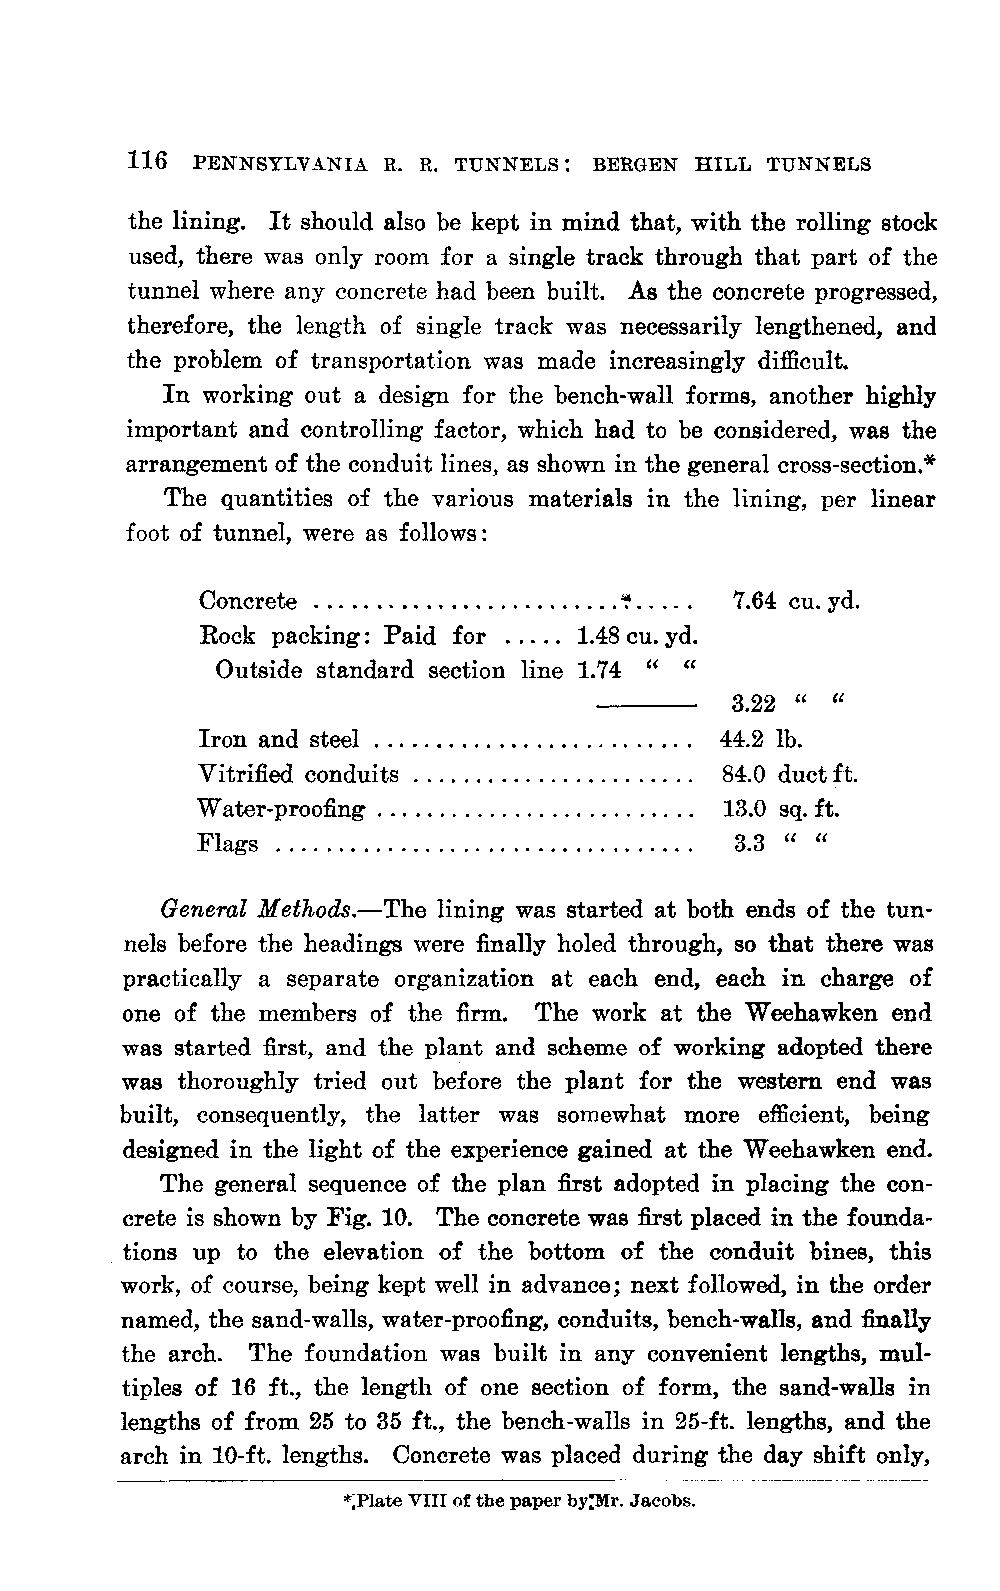 116 PENNSYLVANIA R. R. TUNNELS: BERGEN HILL TUNNELS
the lining. It should also be kept in mind that, with the rolling stock
used, there was only room for a single track through that part of the
tunnel where any concrete had been built. As the concrete progressed,
therefore, the length of single track was necessarily lengthened, and
the problem of transportation was made increasingly difficult.
In working out a design for the bench-wall forms, another highly
important and controlling factor, which had to be considered, was the
arrangement of the conduit lines, as shown in the general cross-section.*
The quantities of the various materials in the lining, per linear
foot of tunnel, were as follows:
Concrete .............................. 7.64 cu. yd.
Rock packing: Paid for ..... 1.48 cu. yd.
Outside standard section line 1.74 “ “
——— 3.22 “ “
Iron and steel .......................... 44.2 lb.
Vitrified conduits ....................... 84.0 duct ft.
Water-proofing .......................... 13.0 sq. ft.
Flags .................................. 3.3 “ “
General Methods.—The lining was started at both ends of the tun-
nels before the headings were finally holed through, so that there was
practically a separate organization at each end, each in charge of
one of the members of the firm. The work at the Weehawken end
was started first, and the plant and scheme of working adopted there
was thoroughly tried out before the plant for the western end was
built, consequently, the latter was somewhat more efficient, being
designed in the light of the experience gained at the Weehawken end.
The general sequence of the plan first adopted in placing the con-
crete is shown by Fig. 10. The concrete was first placed in the founda-
tions up to the elevation of the bottom of the conduit bines, this
work, of course, being kept well in advance; next followed, in the order
named, the sand-walls, water-proofing, conduits, bench-walls, and finally
the arch. The foundation was built in any convenient lengths, mul-
tiples of 16 ft., the length of one section of form, the sand-walls in
lengths of from 25 to 35 ft., the bench-walls in 25-ft. lengths, and the
arch in 10-ft. lengths. Concrete was placed during the day shift only,
* Plate VIII of the paper by Mr. Jacobs.